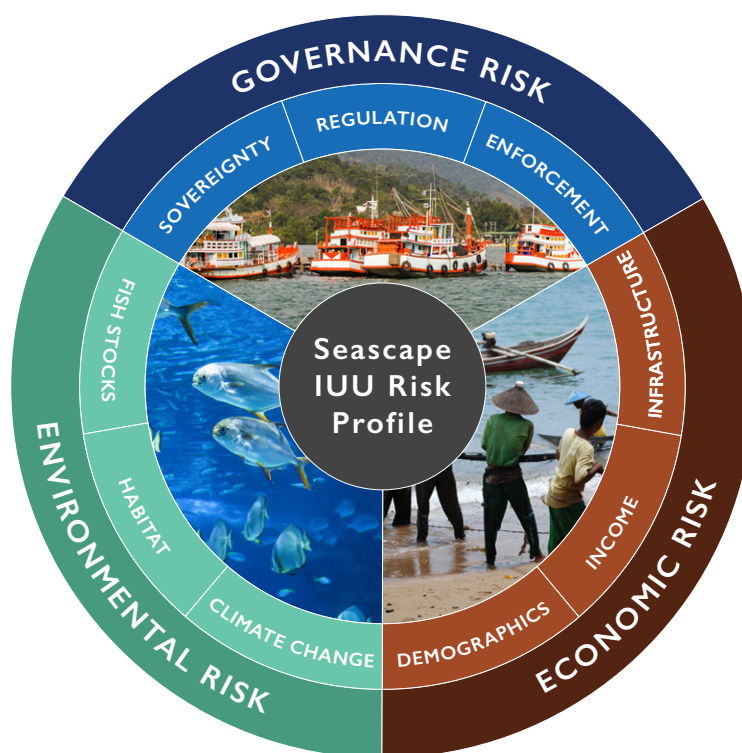 GOVERNANCE RISK
SOVEREIGNTY
REGULATION
ENFORCEMENT
INFRASTRUCTURE
INCOME
DEMOGRAPHICS
ECONOMIC RISK
CLIMATE CHANGE
HABITAT
FISH STOCKS
ENVIRONMENTAL RISK
Seascape
IUU Risk
Profile